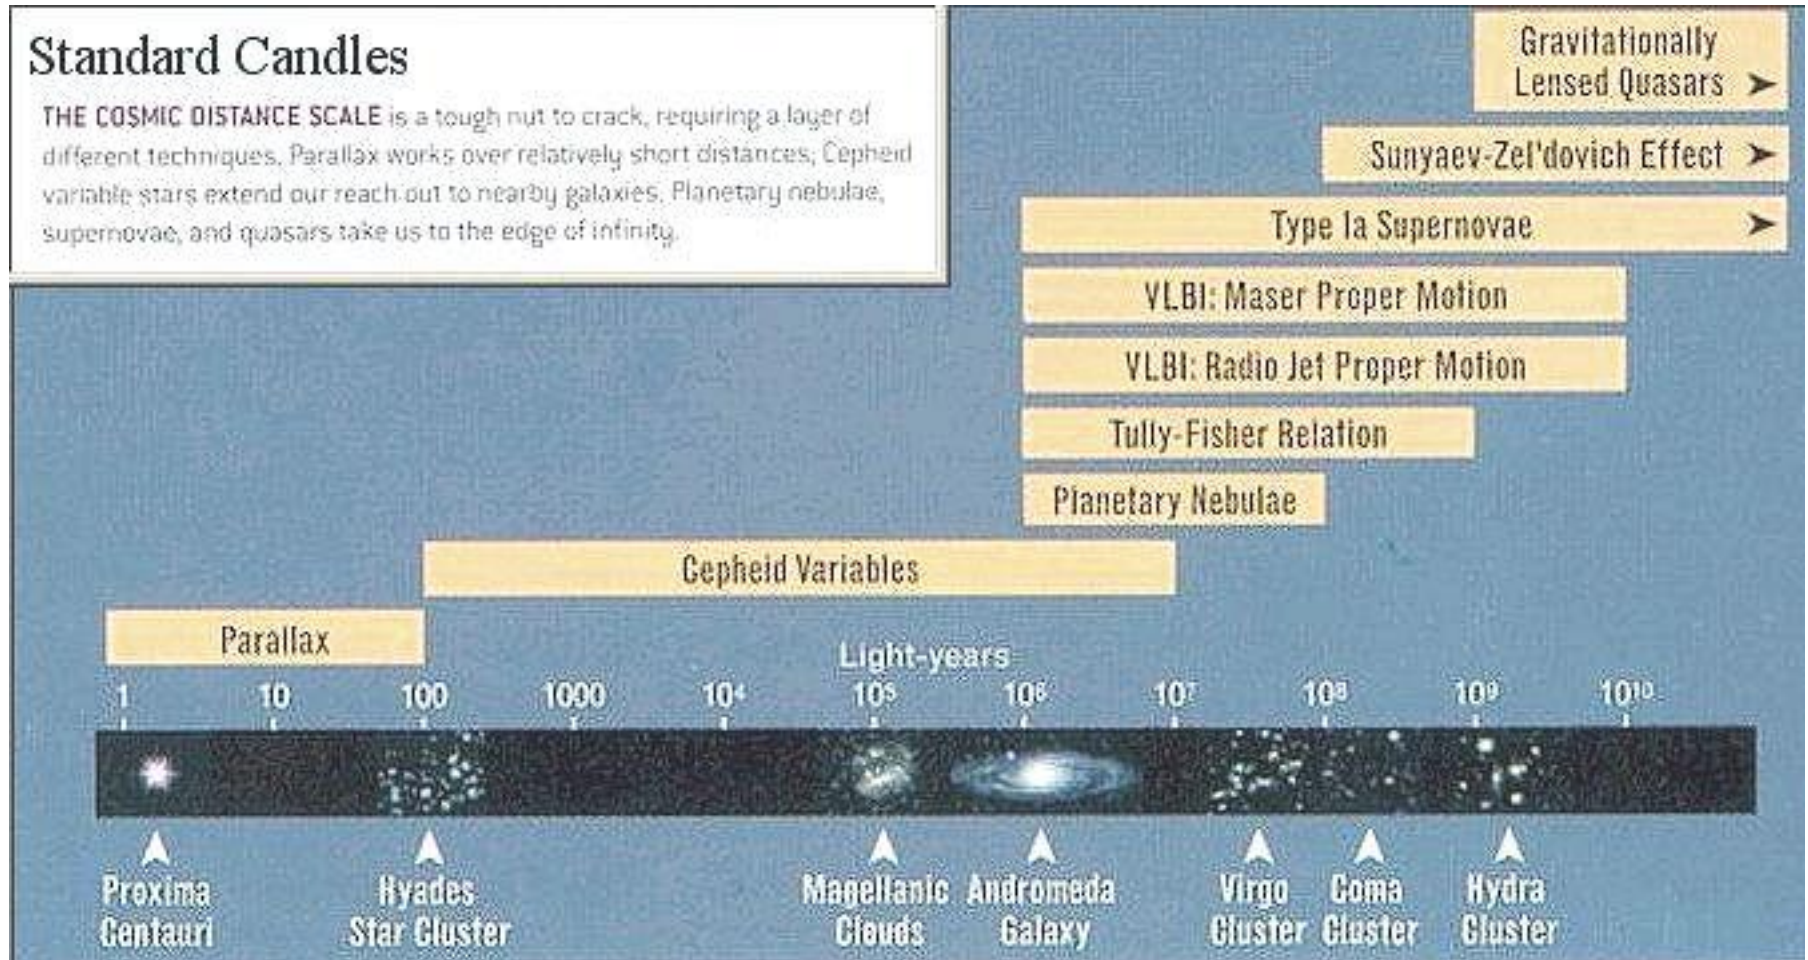 Standard Candles
THE COSMIC DISTANCE SCALE is a tough nut to crack, requiring a layer of
different techniques. Parallax works over relatively short distances; Cepheid
variable stars extend our reach out to nearby galaxies. Planetary nebulae,
supernovae, and quasars take us to the edge of infinity.
Gravitationally
Lensed Quasars
Sunyaev-Zel'dovich Effect
Type Ia Supernovae
VLBI: Maser Proper Motion
VLBI: Radio Jet Proper Motion
Tully-Fisher Relation
Planetary Nebulae
Cepheid Variables
Parallax
Light-years
1 10 100 1000 10⁴ 10⁵ 10⁶ 10⁷ 10⁸ 10⁹ 10¹⁰
Proxima
Centauri
Hyades
Star Cluster
Magellanic
Clouds
Andromeda
Galaxy
Virgo
Cluster
Coma
Cluster
Hydra
Cluster